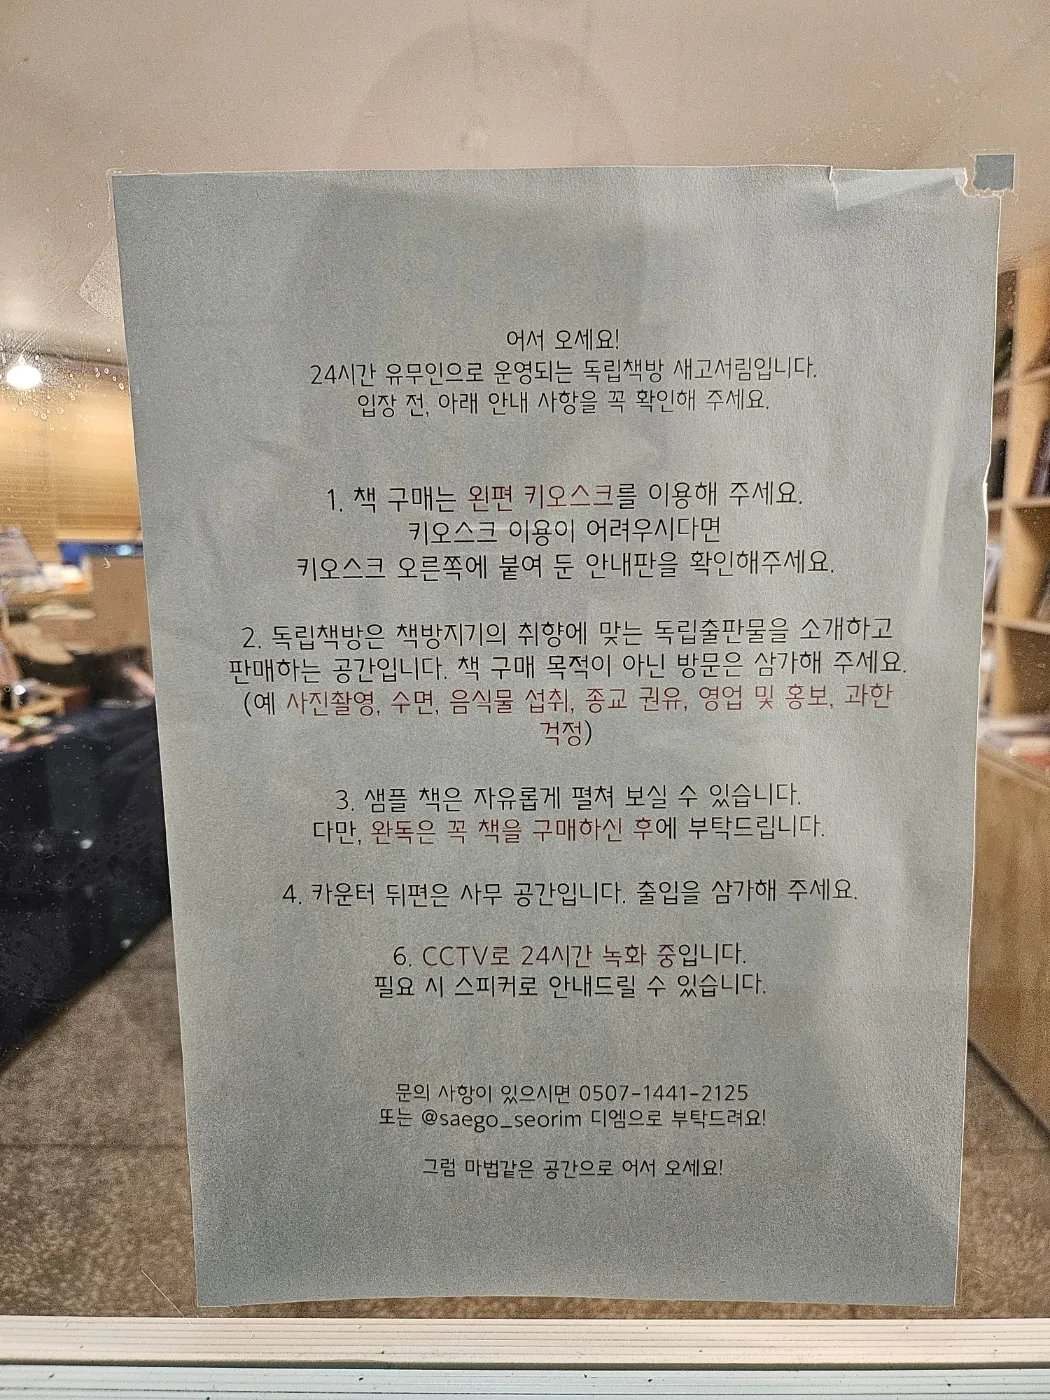 어서 오세요!
24시간 유무인으로 운영되는 독립책방 새고서림입니다.
입장 전, 아래 안내 사항을 꼭 확인해 주세요.
1. 책 구매는 왼편 키오스크를 이용해 주세요.
키오스크 이용이 어려우시다면
키오스크 오른쪽에 붙여 둔 안내판을 확인해주세요.
2. 독립책방은 책방지기의 취향에 맞는 독립출판물을 소개하고
판매하는 공간입니다. 책 구매 목적이 아닌 방문은 삼가해 주세요.
(예 사진촬영, 수면, 음식물 섭취, 종교 권유, 영업 및 홍보, 과한
걱정)
3. 샘플 책은 자유롭게 펼쳐 보실 수 있습니다.
다만, 완독은 꼭 책을 구매하신 후에 부탁드립니다.
4. 카운터 뒤편은 사무 공간입니다. 출입을 삼가해 주세요.
6. CCTV로 24시간 녹화 중입니다.
필요 시 스피커로 안내드릴 수 있습니다.
문의 사항이 있으시면 0507-1441-2125
또는 @saego_seorim 디엠으로 부탁드려요!
그럼 마법같은 공간으로 어서 오세요!